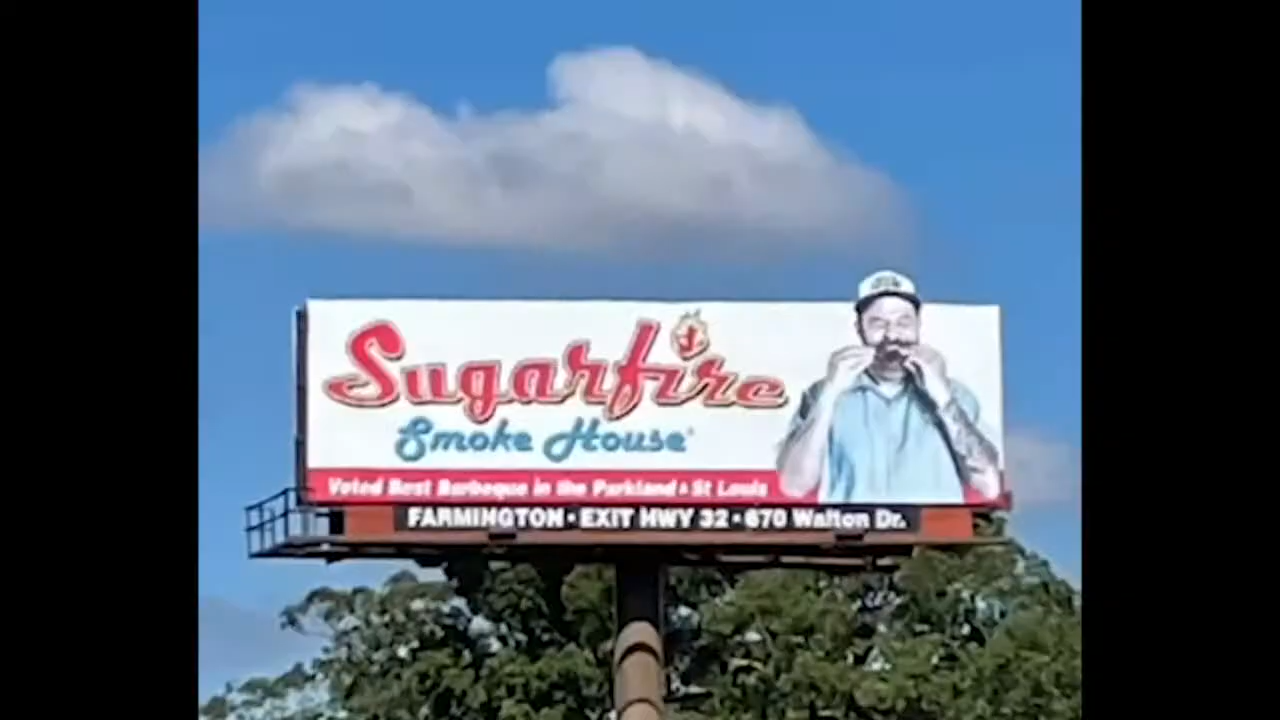 Sugarfire
Smoke House
Voted Best Barbeque in the Parkland & St Louis
FARMINGTON • EXIT HWY 32 • 670 Walton Dr.